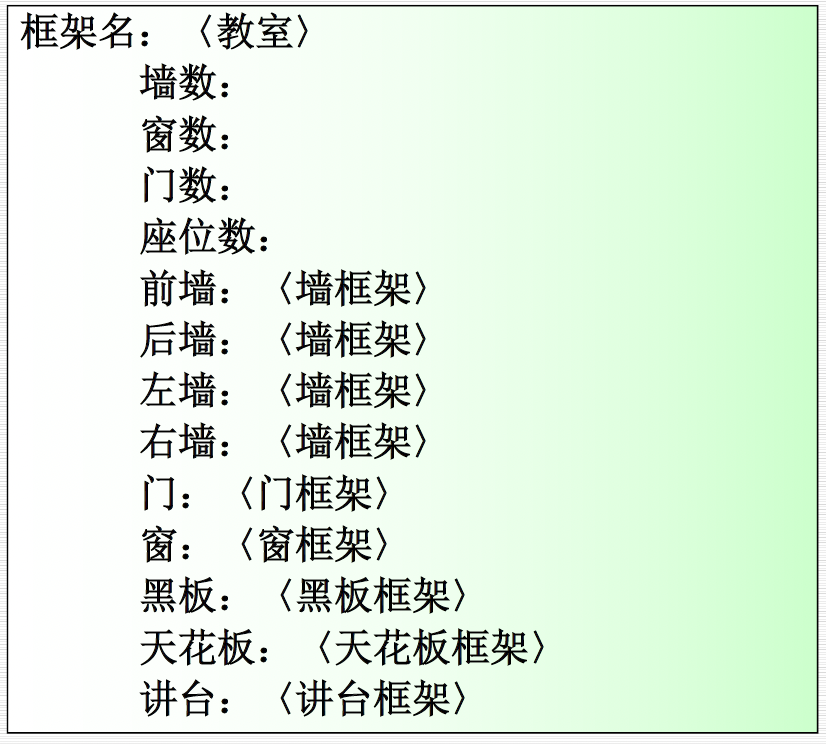 框架名：〈教室〉
墙数：
窗数：
门数：
座位数：
前墙：〈墙框架〉
后墙：〈墙框架〉
左墙：〈墙框架〉
右墙：〈墙框架〉
门：〈门框架〉
窗：〈窗框架〉
黑板：〈黑板框架〉
天花板：〈天花板框架〉
讲台：〈讲台框架〉